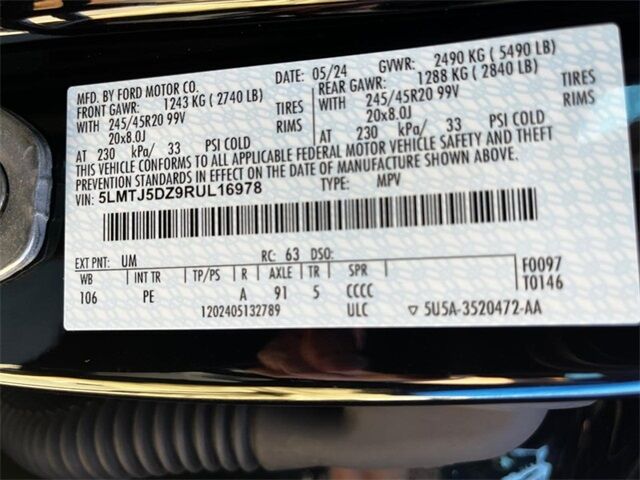 MFD. BY FORD MOTOR CO. DATE: 05/24 GVWR: 2490 KG ( 5490 LB)
FRONT GAWR: 1243 KG ( 2740 LB) REAR GAWR: 1288 KG ( 2840 LB)
WITH 245/45R20 99V TIRES WITH 245/45R20 99V TIRES
20x8.0J RIMS 20x8.0J RIMS
AT 230 kPa/ 33 PSI COLD AT 230 kPa/ 33 PSI COLD
THIS VEHICLE CONFORMS TO ALL APPLICABLE FEDERAL MOTOR VEHICLE SAFETY AND THEFT
PREVENTION STANDARDS IN EFFECT ON THE DATE OF MANUFACTURE SHOWN ABOVE.
VIN: 5LMTJ5DZ9RUL16978 TYPE: MPV
EXT PNT: UM RC: 63 DSO: F0097
WB INT TR TP/PS R AXLE TR SPR T0146
106 PE A 91 5 CCCC
1202405132789 ULC ▽ 5U5A-3520472-AA